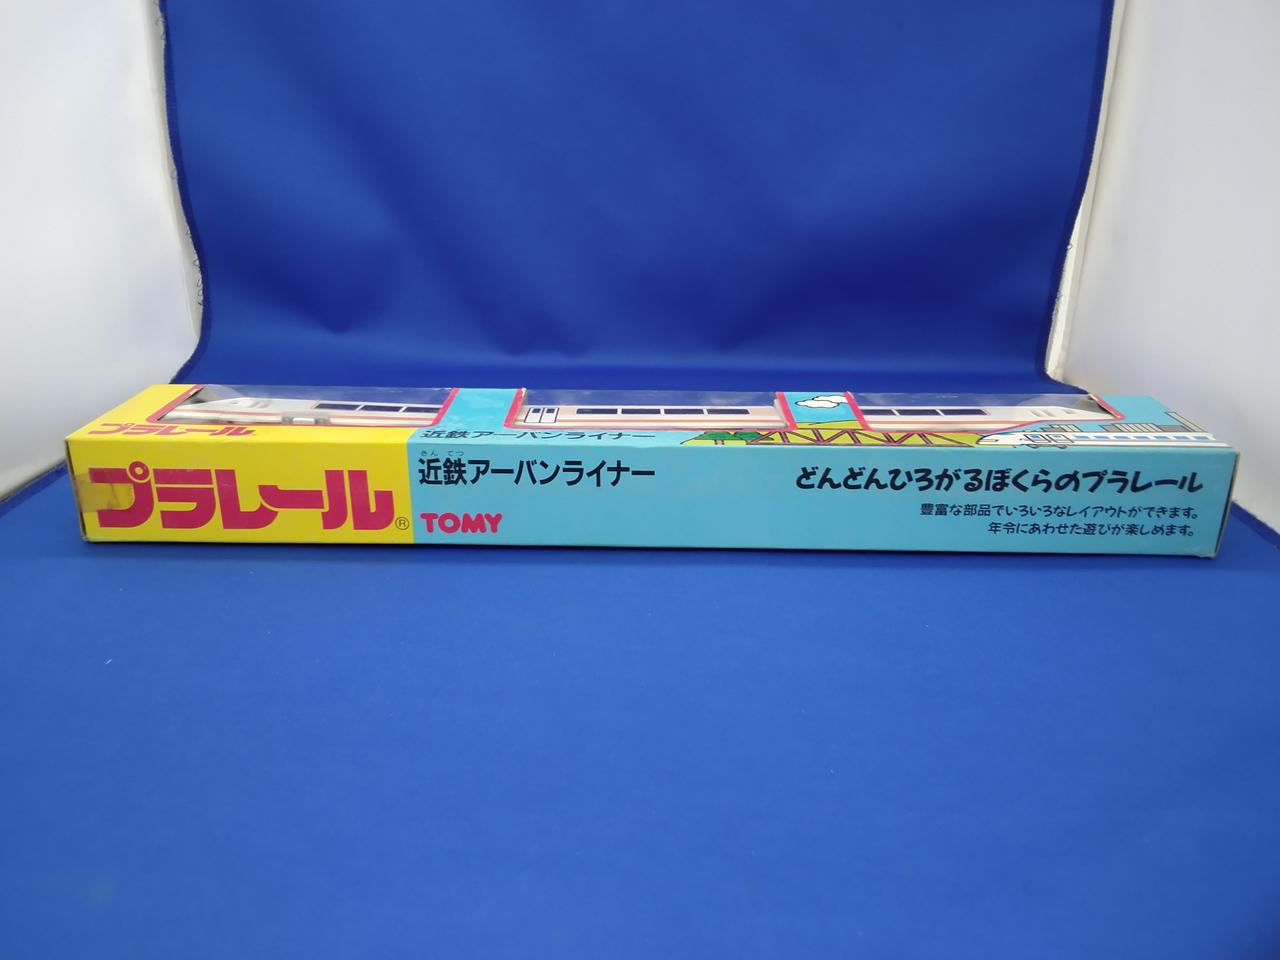 プラレール
近鉄アーバンライナー
プラレール®
きんてつ
近鉄アーバンライナー
TOMY
どんどんひろがるぼくらのプラレール
豊富な部品でいろいろなレイアウトができます。
年令にあわせた遊びが楽しめます。